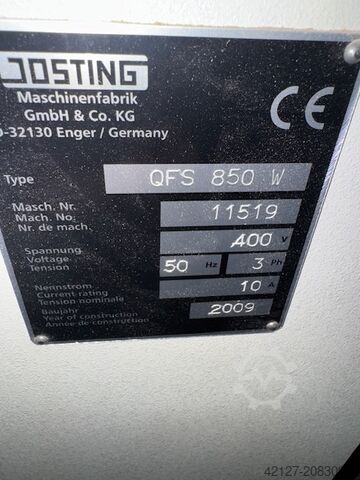 JOSTING
Maschinenfabrik
GmbH & Co. KG
D-32130 Enger / Germany
CE
Type QFS 850 W
Masch. Nr.
Mach. No. 11519
Nr. de mach.
Spannung
Voltage 400 V
Tension 50 Hz 3 Ph
Nennstrom
Current rating 10 A
Tension nominale
Baujahr
Year of construction 2009
Année de construction